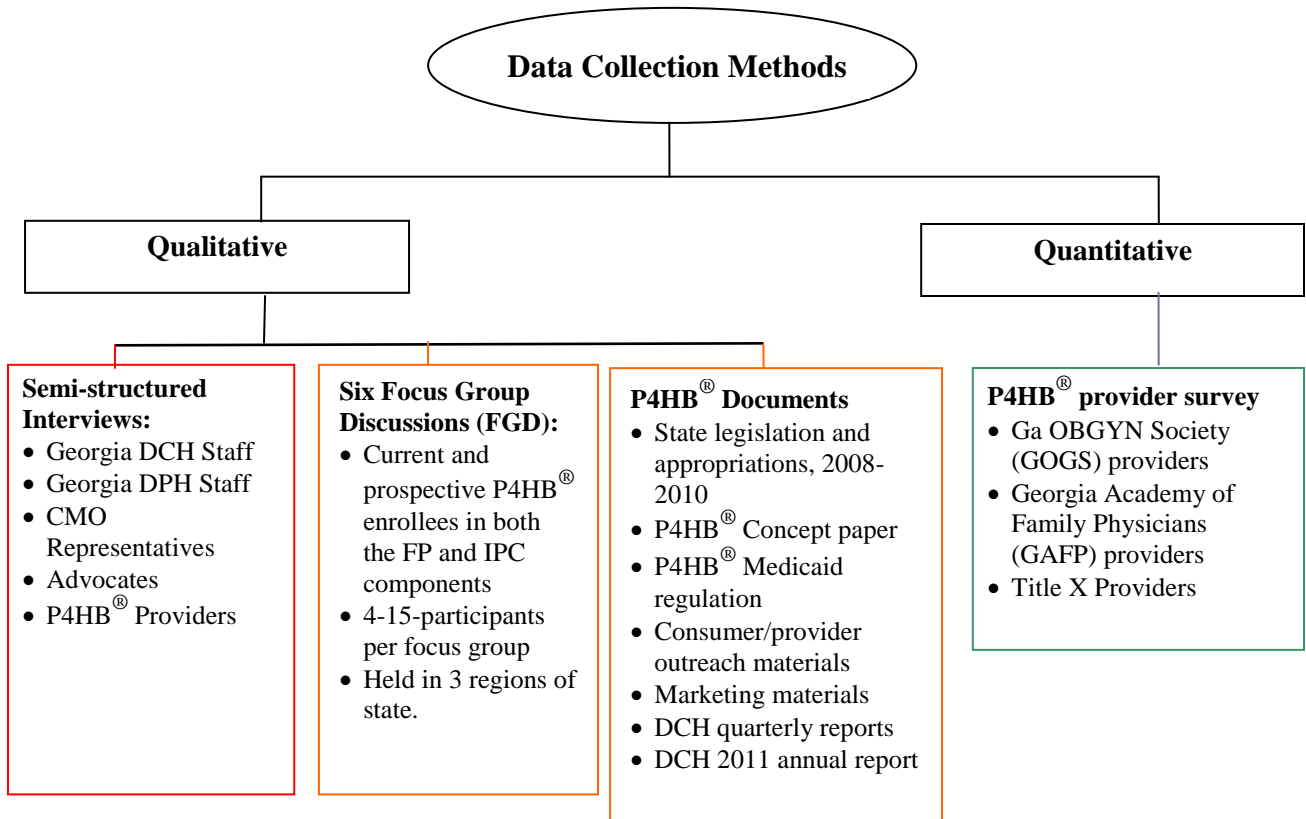 Data Collection Methods
Qualitative
Quantitative
Semi-structured
Interviews:
• Georgia DCH Staff
• Georgia DPH Staff
• CMO
Representatives
• Advocates
• P4HB® Providers
Six Focus Group
Discussions (FGD):
• Current and
prospective P4HB®
enrollees in both
the FP and IPC
components
• 4-15-participants
per focus group
• Held in 3 regions of
state.
P4HB® Documents
• State legislation and
appropriations, 2008-
2010
• P4HB® Concept paper
• P4HB® Medicaid
regulation
• Consumer/provider
outreach materials
• Marketing materials
• DCH quarterly reports
• DCH 2011 annual report
P4HB® provider survey
• Ga OBGYN Society
(GOGS) providers
• Georgia Academy of
Family Physicians
(GAFP) providers
• Title X Providers